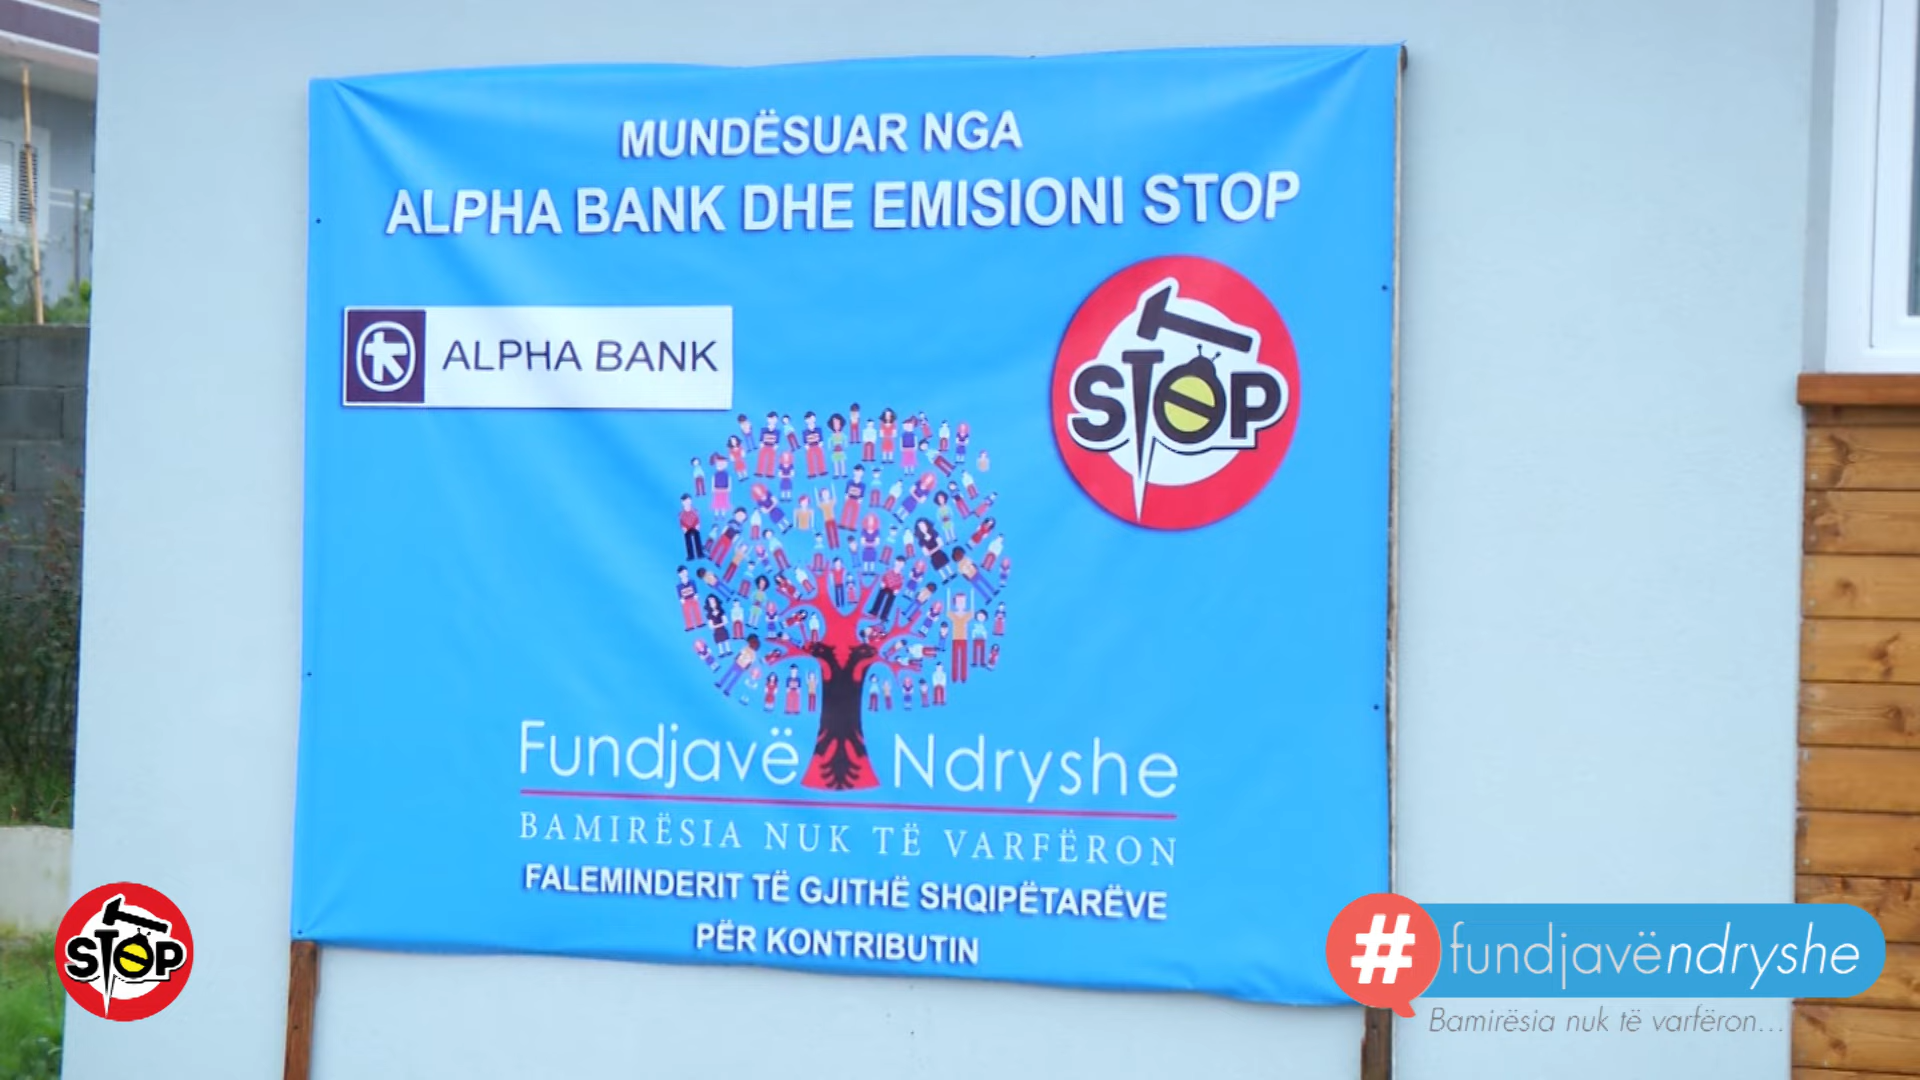 MUNDËSUAR NGA
ALPHA BANK DHE EMISIONI STOP
ALPHA BANK
STOP
Fundjavë Ndryshe
BAMIRËSIA NUK TË VARFËRON
FALEMINDERIT TË GJITHË SHQIPËTARËVE
PËR KONTRIBUTIN
STOP
#fundjavëndryshe
Bamirësia nuk të varfëron...